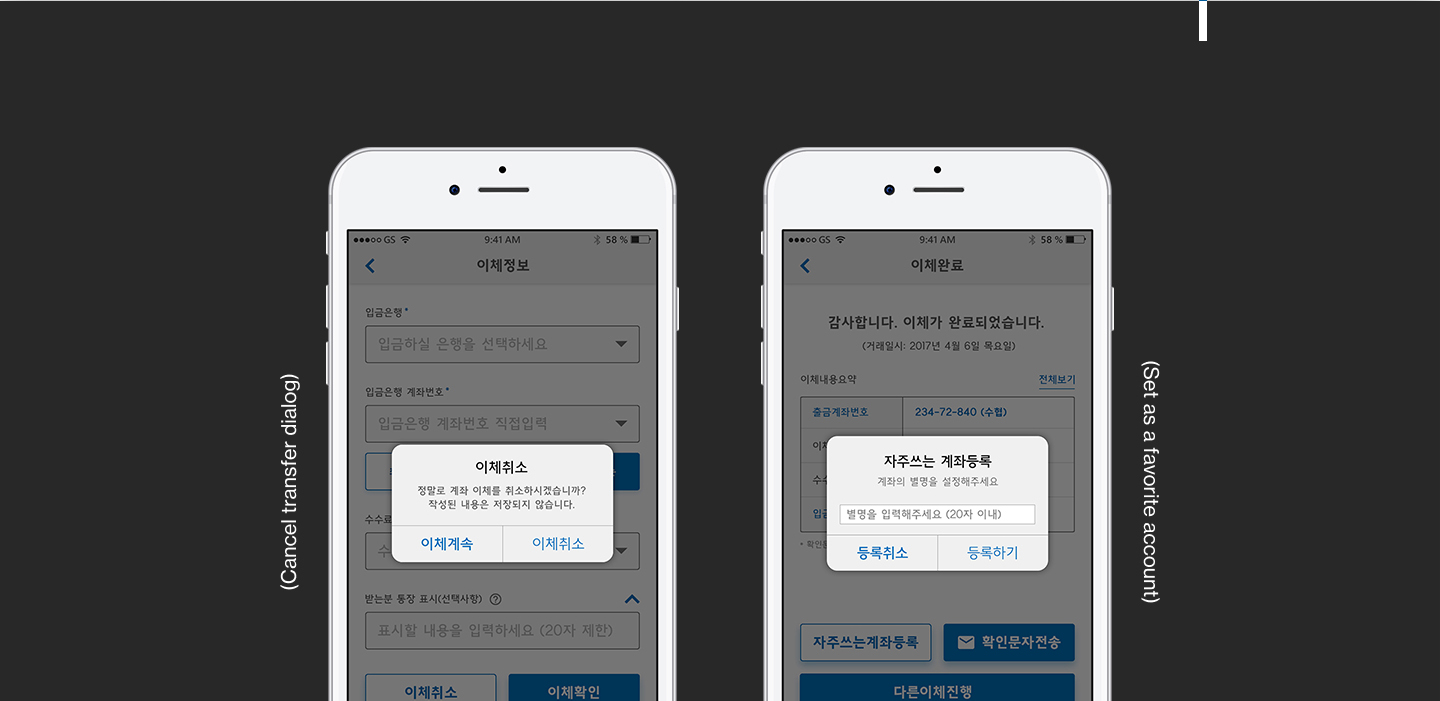 (Cancel transfer dialog)
GS 9:41 AM 58 %
이체정보
입금은행 *
입금하실 은행을 선택하세요
입금은행 계좌번호 *
입금은행 계좌번호 직접입력
이체취소
정말로 계좌 이체를 취소하시겠습니까?
작성된 내용은 저장되지 않습니다.
이체계속 이체취소
수수료
수
받는분 통장 표시(선택사항) ?
표시할 내용을 입력하세요 (20자 제한)
이체취소 이체확인
GS 9:41 AM 58 %
이체완료
감사합니다. 이체가 완료되었습니다.
(거래일시: 2017년 4월 6일 목요일)
이체내용요약 전체보기
출금계좌번호 234-72-840 (수협)
자주쓰는 계좌등록
계좌의 별명을 설정해주세요
별명을 입력해주세요 (20자 이내)
등록취소 등록하기
자주쓰는계좌등록 확인문자전송
다른이체진행
(Set as a favorite account)